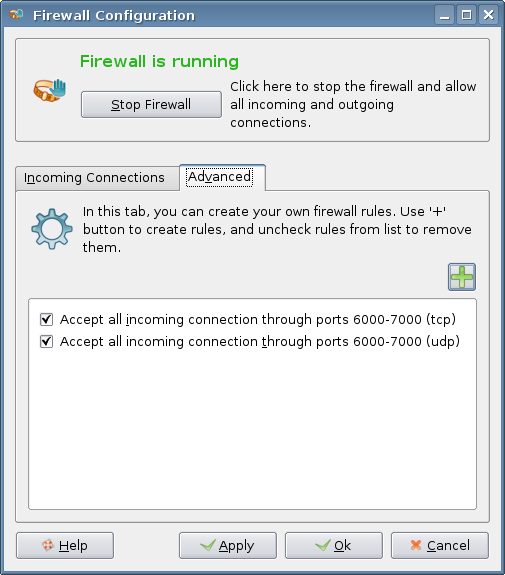 Firewall Configuration
Firewall is running
Stop Firewall
Click here to stop the firewall and allow
all incoming and outgoing
connections.
Incoming Connections
Advanced
In this tab, you can create your own firewall rules. Use '+'
button to create rules, and uncheck rules from list to remove
them.
Accept all incoming connection through ports 6000-7000 (tcp)
Accept all incoming connection through ports 6000-7000 (udp)
Help
Apply
Ok
Cancel